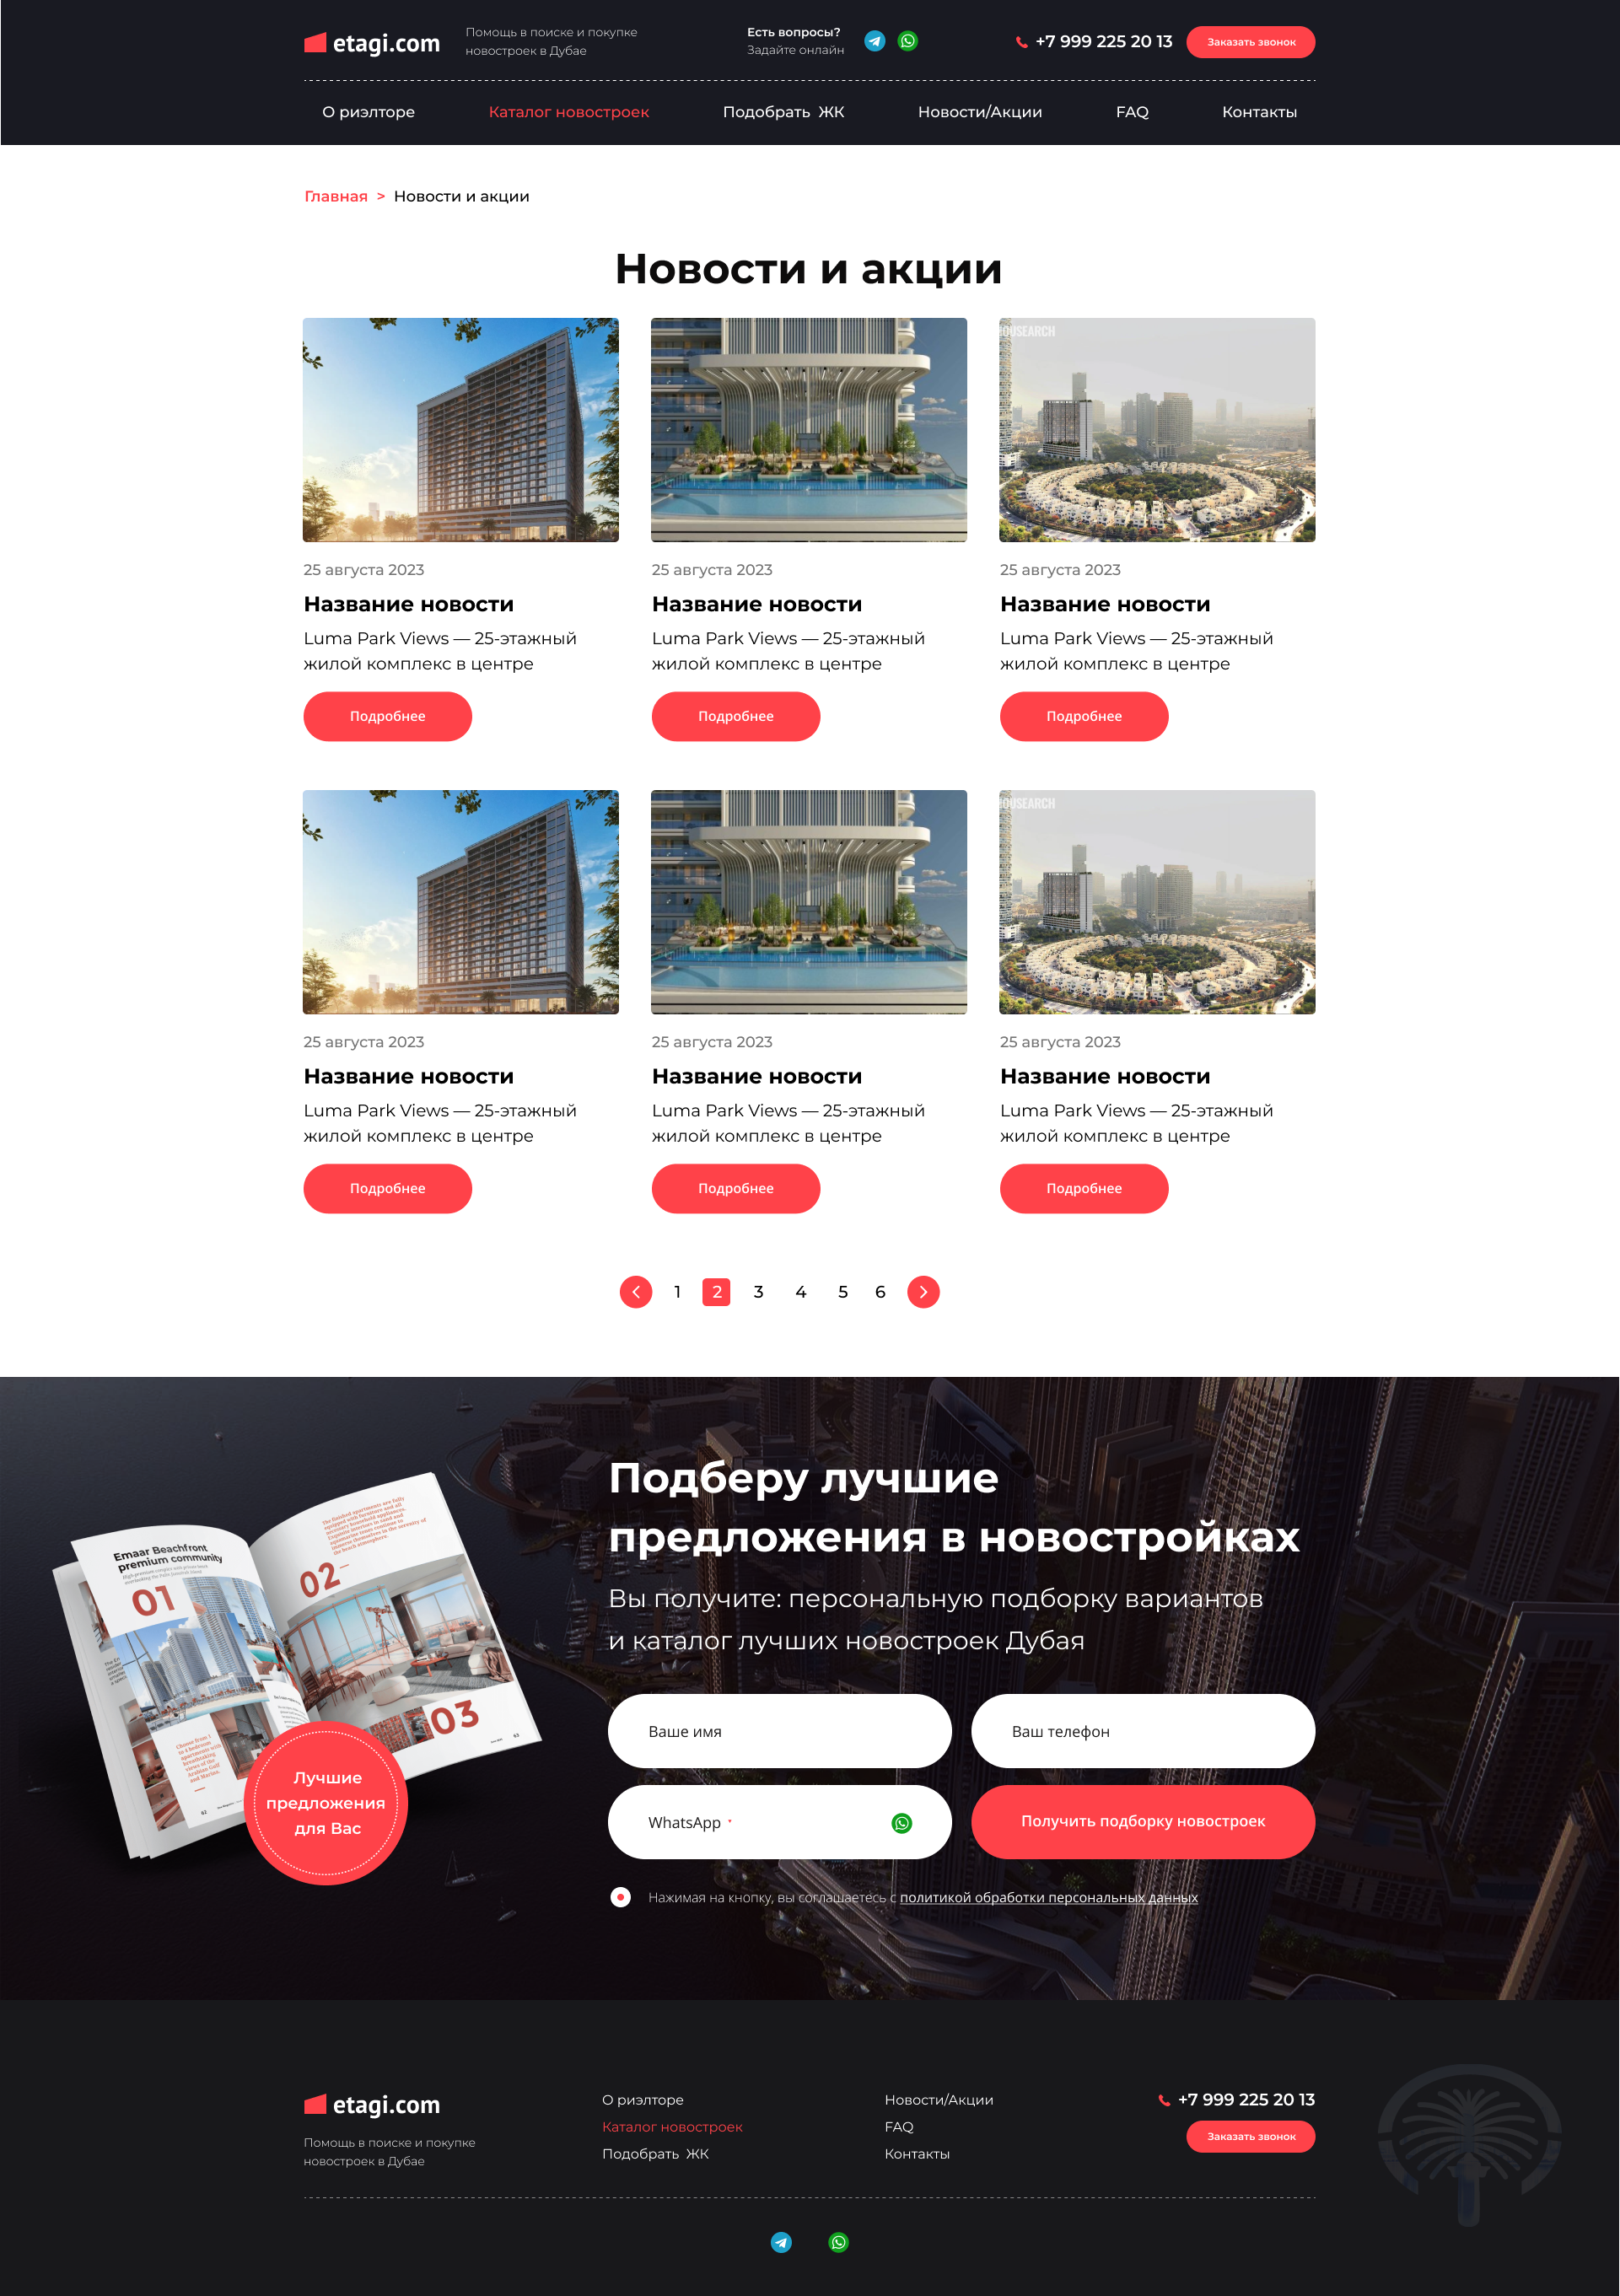 etagi.com
Помощь в поиске и покупке
новостроек в Дубае
Есть вопросы?
Задайте онлайн
+7 999 225 20 13
Заказать звонок
О риэлторе
Каталог новостроек
Подобрать ЖК
Новости/Акции
FAQ
Контакты
Главная > Новости и акции
Новости и акции
HOUSEARCH
25 августа 2023
Название новости
Luma Park Views — 25-этажный
жилой комплекс в центре
Подробнее
25 августа 2023
Название новости
Luma Park Views — 25-этажный
жилой комплекс в центре
Подробнее
25 августа 2023
Название новости
Luma Park Views — 25-этажный
жилой комплекс в центре
Подробнее
HOUSEARCH
25 августа 2023
Название новости
Luma Park Views — 25-этажный
жилой комплекс в центре
Подробнее
25 августа 2023
Название новости
Luma Park Views — 25-этажный
жилой комплекс в центре
Подробнее
25 августа 2023
Название новости
Luma Park Views — 25-этажный
жилой комплекс в центре
Подробнее
1 2 3 4 5 6
Emaar Beachfront
premium community
01
02
03
Лучшие
предложения
для Вас
EMAAR
Подберу лучшие
предложения в новостройках
Вы получите: персональную подборку вариантов
и каталог лучших новостроек Дубая
Ваше имя
Ваш телефон
WhatsApp *
Получить подборку новостроек
Нажимая на кнопку, вы соглашаетесь с политикой обработки персональных данных
etagi.com
Помощь в поиске и покупке
новостроек в Дубае
О риэлторе
Каталог новостроек
Подобрать ЖК
Новости/Акции
FAQ
Контакты
+7 999 225 20 13
Заказать звонок